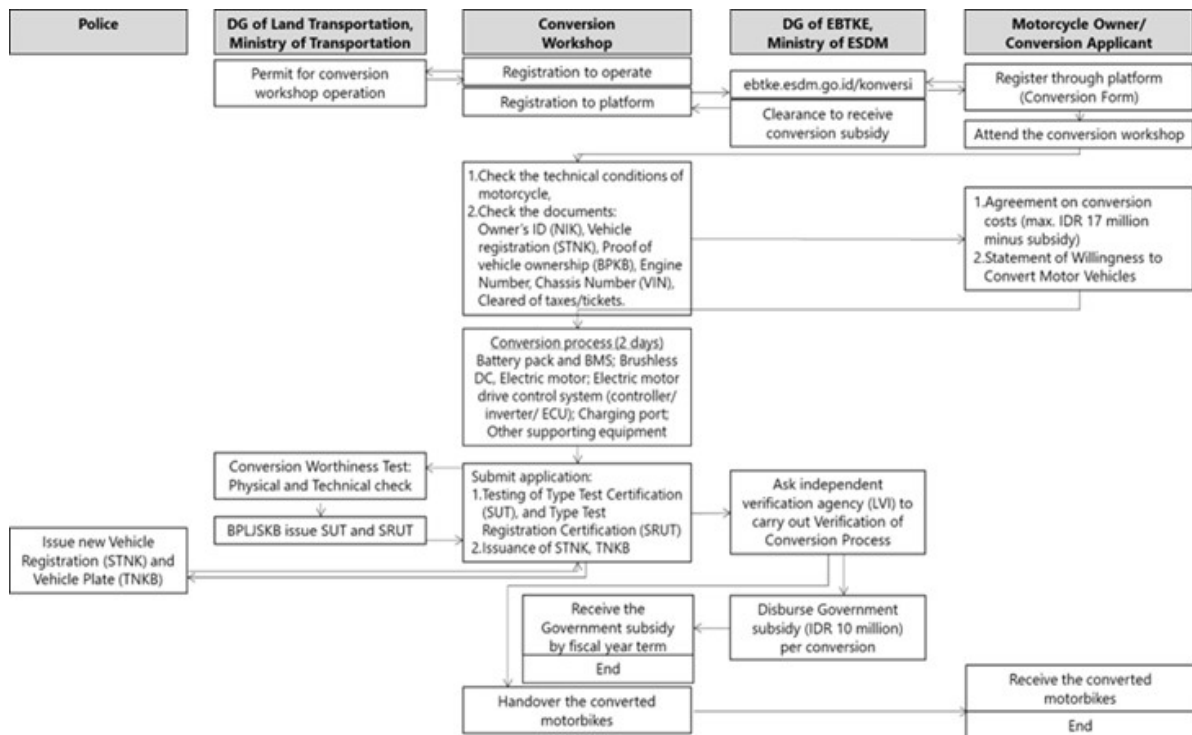 Police
DG of Land Transportation,
Ministry of Transportation
Conversion
Workshop
DG of EBTKE,
Ministry of ESDM
Motorcycle Owner/
Conversion Applicant
Permit for conversion
workshop operation
Registration to operate
Registration to platform
ebtke.esdm.go.id/konversi
Clearance to receive
conversion subsidy
Register through platform
(Conversion Form)
Attend the conversion workshop
1.Check the technical conditions of
motorcycle,
2.Check the documents:
Owner's ID (NIK), Vehicle
registration (STNK), Proof of
vehicle ownership (BPKB), Engine
Number, Chassis Number (VIN),
Cleared of taxes/tickets.
1.Agreement on conversion
costs (max. IDR 17 million
minus subsidy)
2.Statement of Willingness to
Convert Motor Vehicles
Conversion process (2 days)
Battery pack and BMS; Brushless
DC, Electric motor; Electric motor
drive control system (controller/
inverter/ ECU); Charging port;
Other supporting equipment
Conversion Worthiness Test:
Physical and Technical check
BPLJSKB issue SUT and SRUT
Submit application:
1.Testing of Type Test Certification
(SUT), and Type Test
Registration Certification (SRUT)
2.Issuance of STNK, TNKB
Ask independent
verification agency (LVI) to
carry out Verification of
Conversion Process
Issue new Vehicle
Registration (STNK) and
Vehicle Plate (TNKB)
Receive the
Government subsidy
by fiscal year term
End
Disburse Government
subsidy (IDR 10 million)
per conversion
Handover the converted
motorbikes
Receive the converted
motorbikes
End